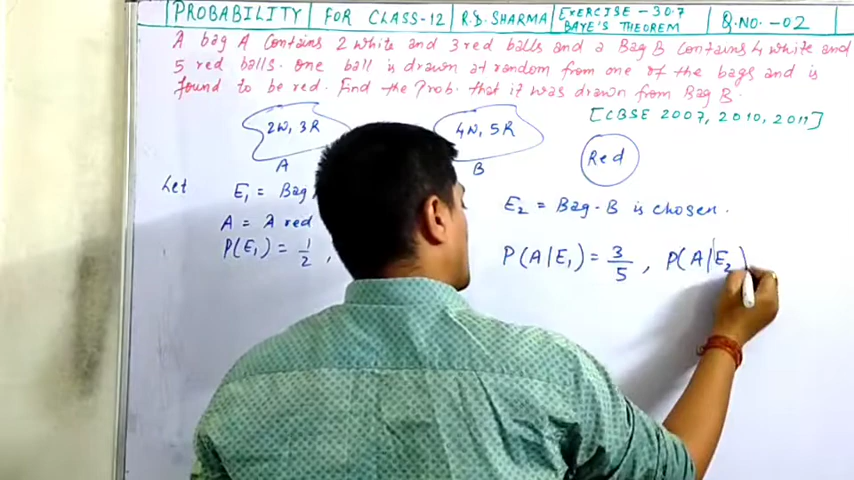 PROBABILITY FOR CLASS-12 R.D SHARMA EXERCISE - 30.7 BAYE'S THEOREM Q.NO. -02
A bag A contains 2 white and 3 red balls and a Bag B contains 4 white and
5 red balls. One ball is drawn at random from one of the bags and is
found to be red. Find the Prob. that it was drawn from Bag B.
[CBSE 2007, 2010, 2011]
2W, 3R 4W, 5R Red
A B
Let E₁ = Bag E₂ = Bag-B is chosen.
A = A red
P(E₁) = 1/2, P(A|E₁) = 3/5, P(A|E₂)